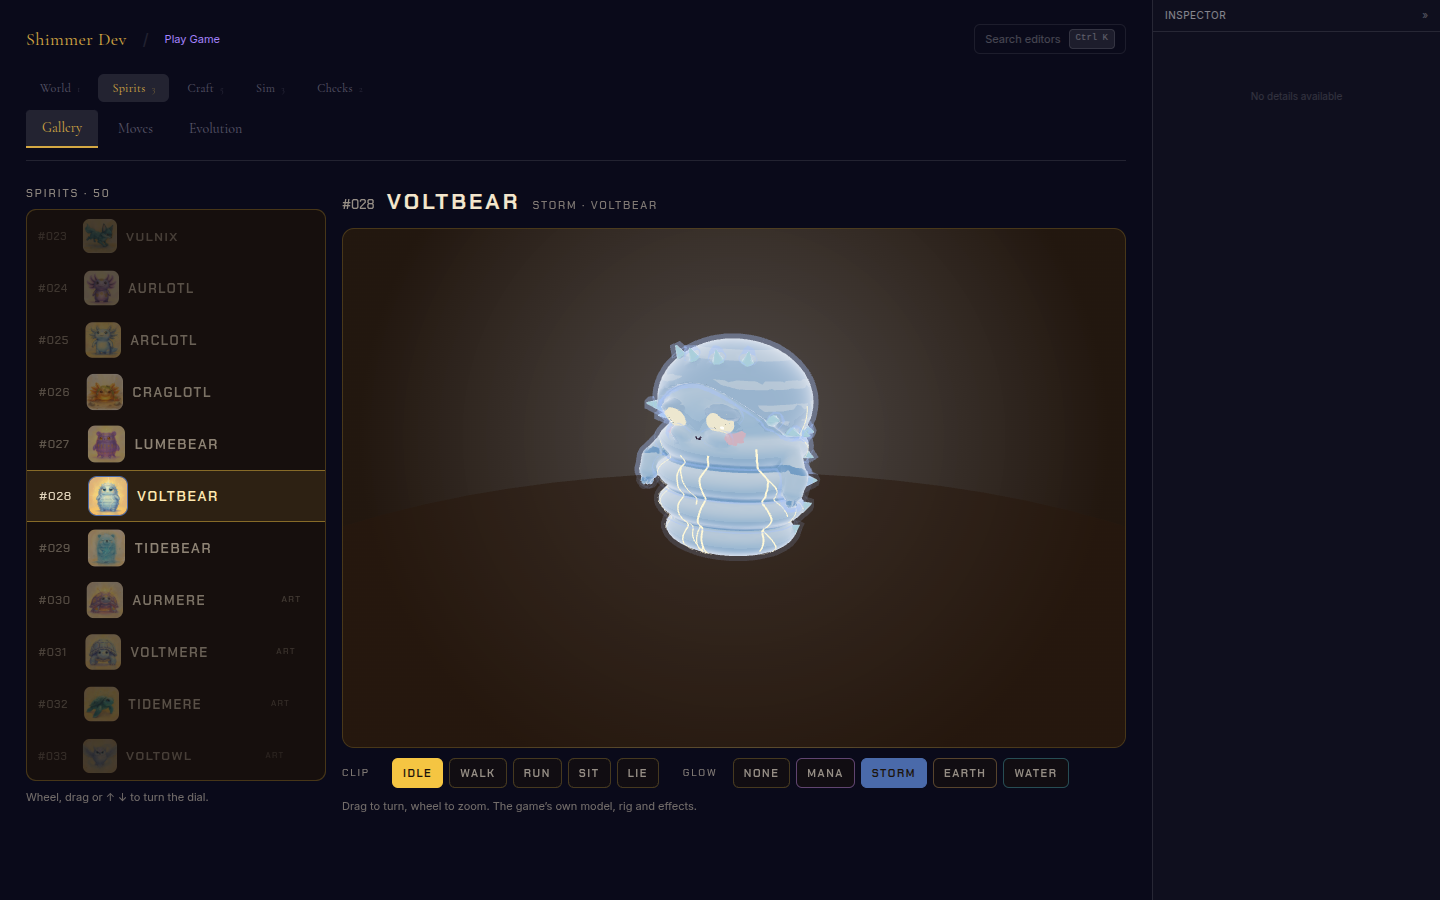 Shimmer Dev / Play Game
Search editors Ctrl K
INSPECTOR »
World Spirits Craft Sim Checks
Gallery Moves Evolution
No details available
SPIRITS · 50
#028 VOLTBEAR STORM · VOLTBEAR
#023 VULNIX
#024 AURLOTL
#025 ARCLOTL
#026 CRAGLOTL
#027 LUMEBEAR
#028 VOLTBEAR
#029 TIDEBEAR
#030 AURMERE ART
#031 VOLTMERE ART
#032 TIDEMERE ART
#033 VOLTOWL ART
CLIP IDLE WALK RUN SIT LIE GLOW NONE MANA STORM EARTH WATER
Wheel, drag or ↑ ↓ to turn the dial.
Drag to turn, wheel to zoom. The game's own model, rig and effects.